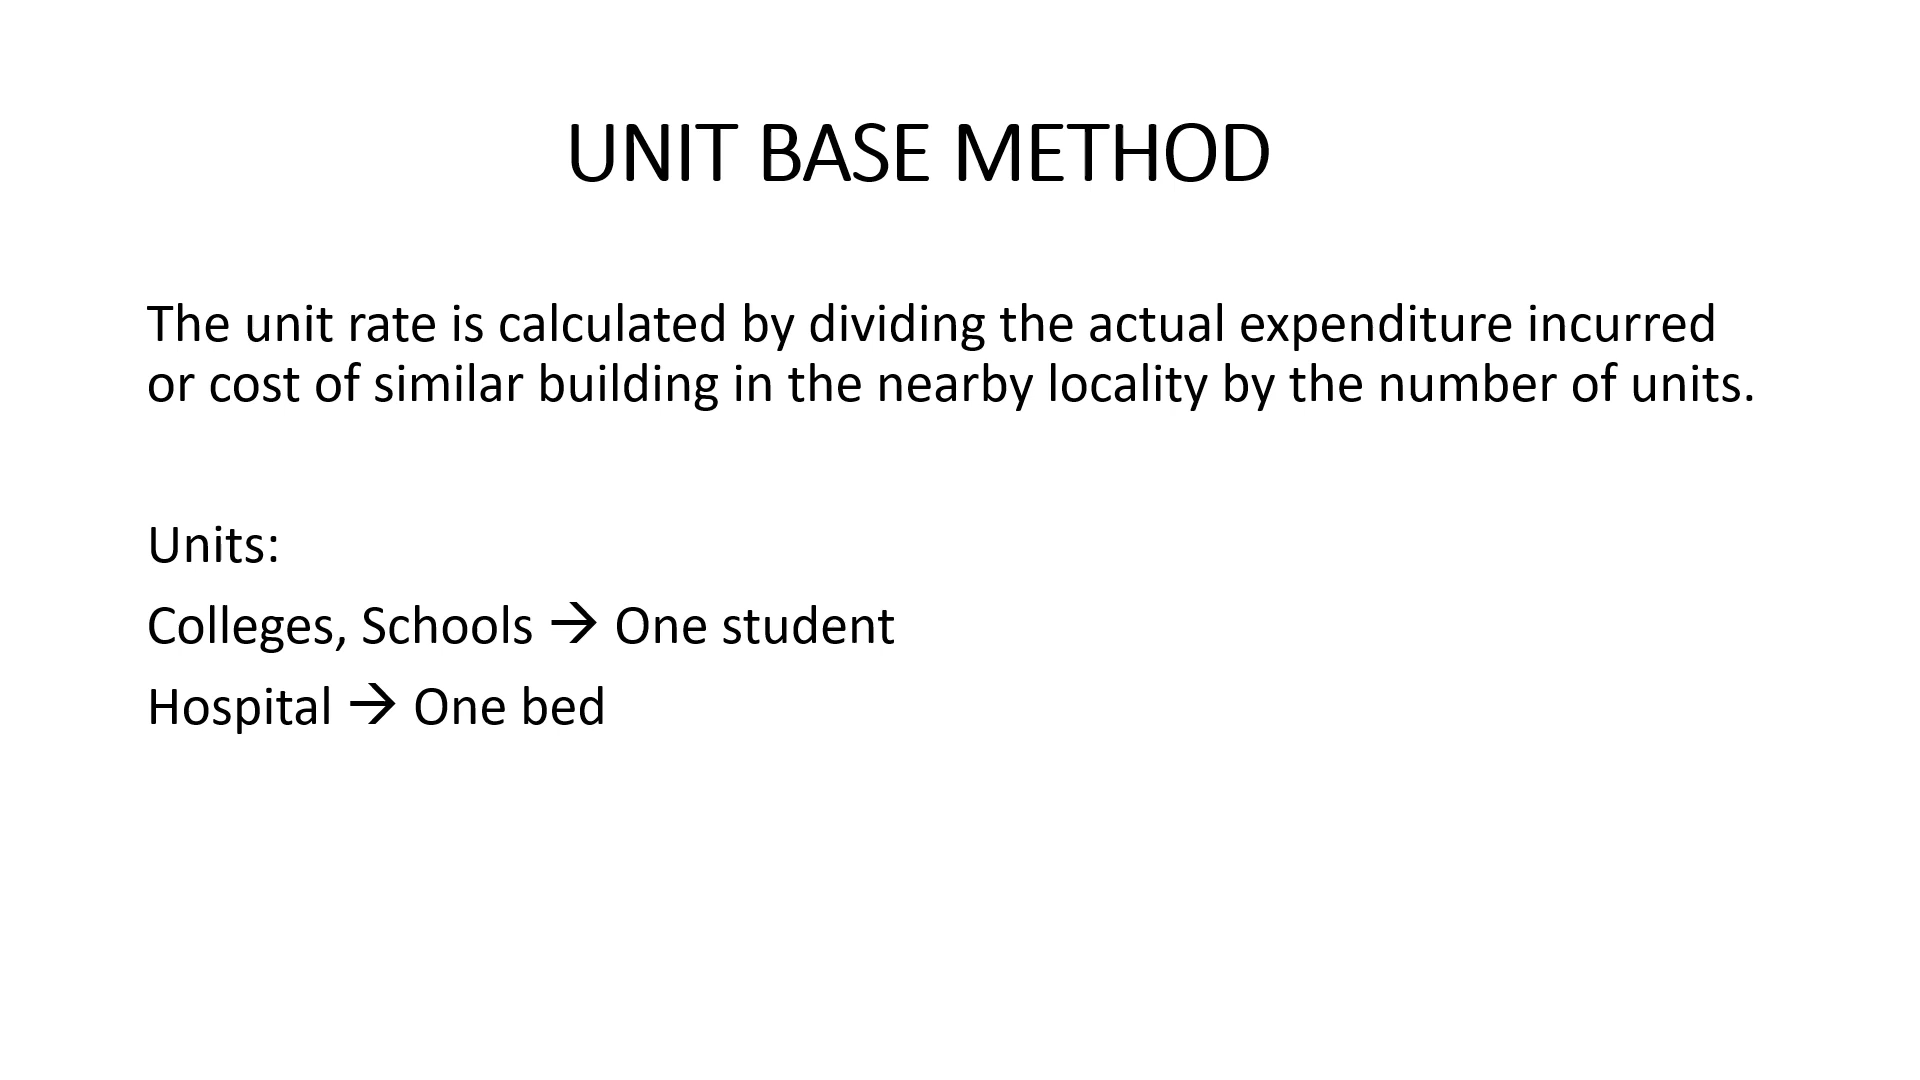 UNIT BASE METHOD
The unit rate is calculated by dividing the actual expenditure incurred
or cost of similar building in the nearby locality by the number of units.
Units:
Colleges, Schools → One student
Hospital → One bed